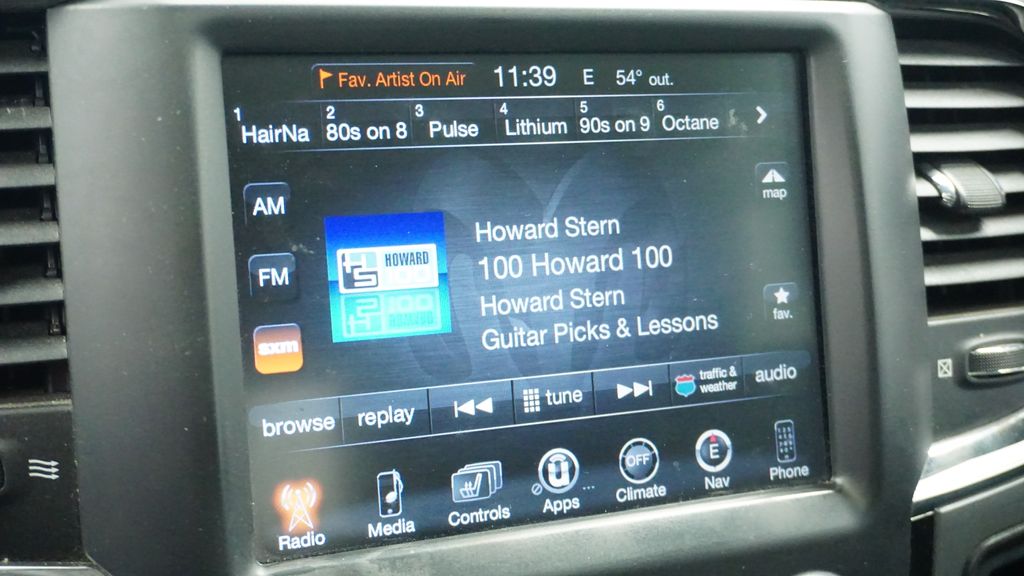 Fav. Artist On Air 11:39 E 54° out.
1 HairNa 2 80s on 8 3 Pulse 4 Lithium 5 90s on 9 6 Octane
AM
map
Howard Stern
HS HOWARD
100 Howard 100
FM
Howard Stern
fav.
Guitar Picks & Lessons
sxm
browse replay tune traffic & weather audio
OFF E
Radio Media Controls Apps Climate Nav Phone